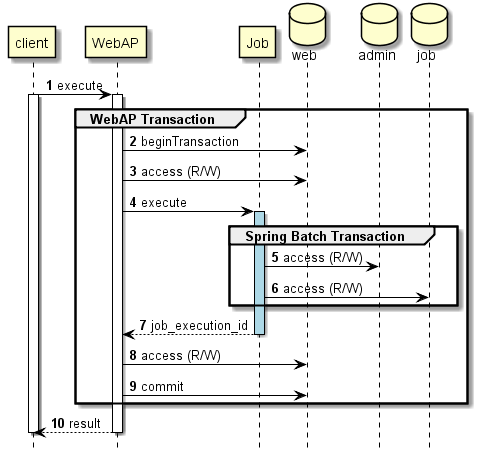 client
WebAP
Job
web
admin
job
1 execute
WebAP Transaction
2 beginTransaction
3 access (R/W)
4 execute
Spring Batch Transaction
5 access (R/W)
6 access (R/W)
7 job_execution_id
8 access (R/W)
9 commit
10 result